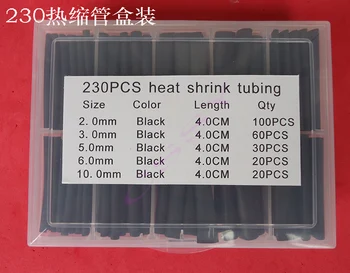 230热缩管盒装
230PCS heat shrink tubing
Size Color Length Qty
2.0mm Black 4.0CM 100PCS
3.0mm Black 4.0CM 60PCS
5.0mm Black 4.0CM 30PCS
6.0mm Black 4.0CM 20PCS
10.0mm Black 4.0CM 20PCS